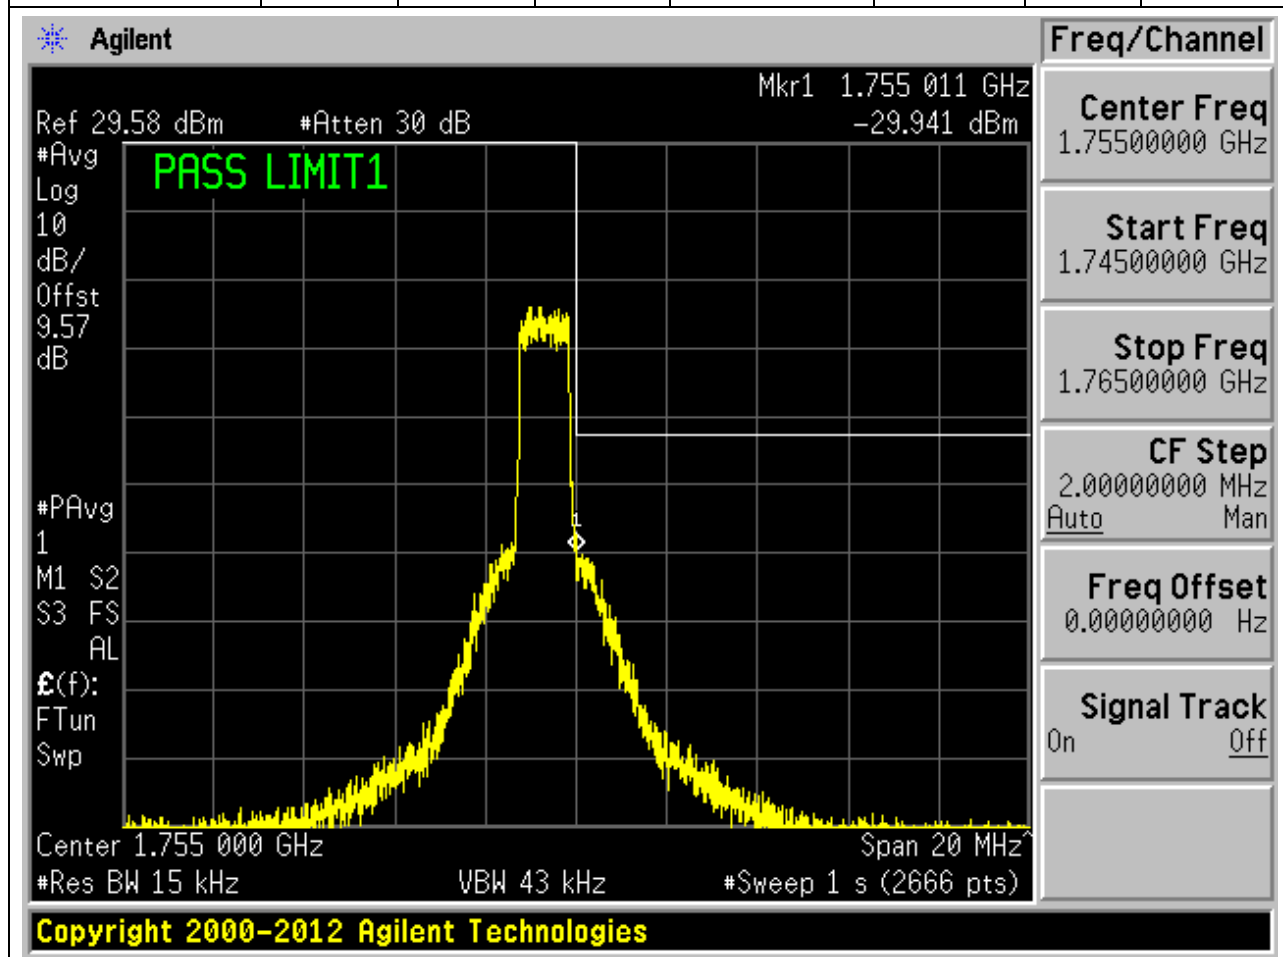 Agilent
Freq/Channel
Mkr1 1.755 011 GHz
Ref 29.58 dBm #Atten 30 dB -29.941 dBm
#Avg
Log
10
dB/
Offst
9.57
dB
PASS LIMIT1
1
#PAvg
1
M1 S2
S3 FS
AL
£(f):
FTun
Swp
Center 1.755 000 GHz Span 20 MHz^
#Res BW 15 kHz VBW 43 kHz #Sweep 1 s (2666 pts)
Copyright 2000-2012 Agilent Technologies
Center Freq
1.75500000 GHz
Start Freq
1.74500000 GHz
Stop Freq
1.76500000 GHz
CF Step
2.00000000 MHz
Auto Man
Freq Offset
0.00000000 Hz
Signal Track
On Off